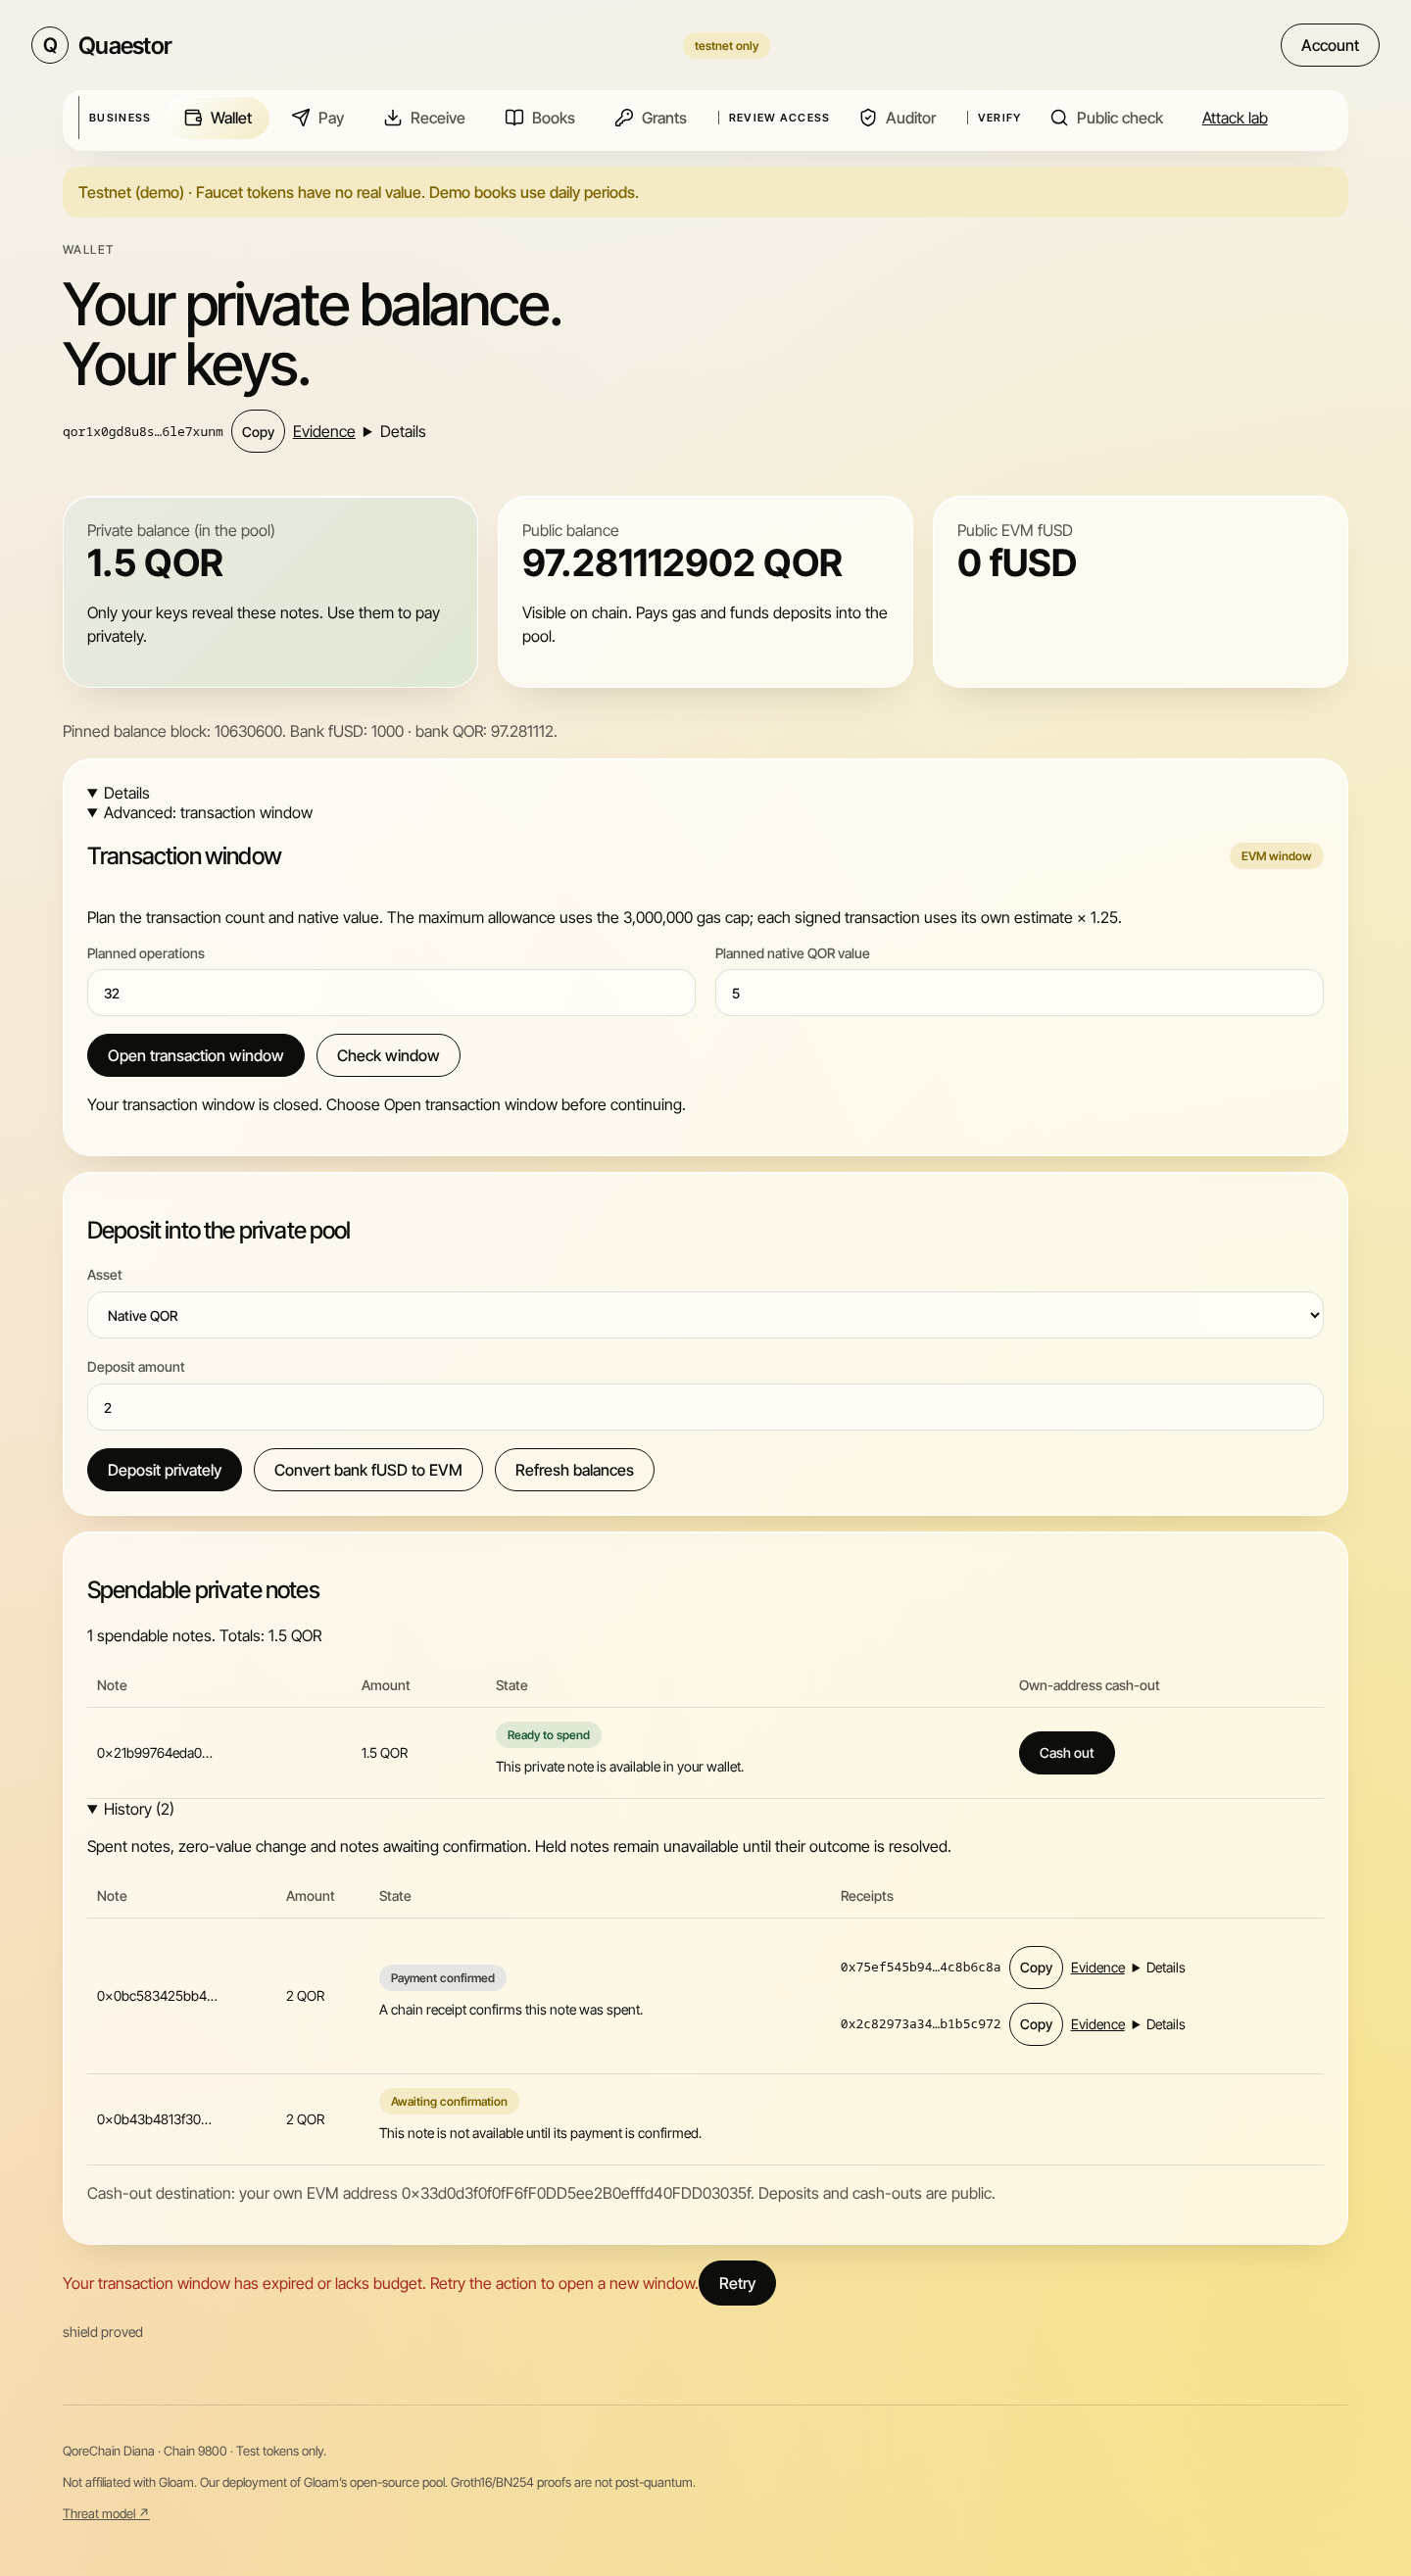 Q Quaestor
testnet only
Account
BUSINESS Wallet Pay Receive Books Grants REVIEW ACCESS Auditor VERIFY Public check Attack lab
Testnet (demo) · Faucet tokens have no real value. Demo books use daily periods.
WALLET
Your private balance.
Your keys.
qor1x0gd8u8s…6le7xunm Copy Evidence ▶ Details
Private balance (in the pool)
1.5 QOR
Only your keys reveal these notes. Use them to pay
privately.
Public balance
97.281112902 QOR
Visible on chain. Pays gas and funds deposits into the
pool.
Public EVM fUSD
0 fUSD
Pinned balance block: 10630600. Bank fUSD: 1000 · bank QOR: 97.281112.
▼ Details
▼ Advanced: transaction window
Transaction window
EVM window
Plan the transaction count and native value. The maximum allowance uses the 3,000,000 gas cap; each signed transaction uses its own estimate × 1.25.
Planned operations
32
Planned native QOR value
5
Open transaction window Check window
Your transaction window is closed. Choose Open transaction window before continuing.
Deposit into the private pool
Asset
Native QOR
Deposit amount
2
Deposit privately Convert bank fUSD to EVM Refresh balances
Spendable private notes
1 spendable notes. Totals: 1.5 QOR
Note Amount State Own-address cash-out
0×21b99764eda0… 1.5 QOR Ready to spend Cash out
This private note is available in your wallet.
▼ History (2)
Spent notes, zero-value change and notes awaiting confirmation. Held notes remain unavailable until their outcome is resolved.
Note Amount State Receipts
0×0bc583425bb4… 2 QOR Payment confirmed
A chain receipt confirms this note was spent.
0x75ef545b94…4c8b6c8a Copy Evidence ▶ Details
0x2c82973a34…b1b5c972 Copy Evidence ▶ Details
0×0b43b4813f30… 2 QOR Awaiting confirmation
This note is not available until its payment is confirmed.
Cash-out destination: your own EVM address 0×33d0d3f0f0fF6fF0DD5ee2B0efffd40FDD03035f. Deposits and cash-outs are public.
Your transaction window has expired or lacks budget. Retry the action to open a new window. Retry
shield proved
QoreChain Diana · Chain 9800 · Test tokens only.
Not affiliated with Gloam. Our deployment of Gloam's open-source pool. Groth16/BN254 proofs are not post-quantum.
Threat model ↗